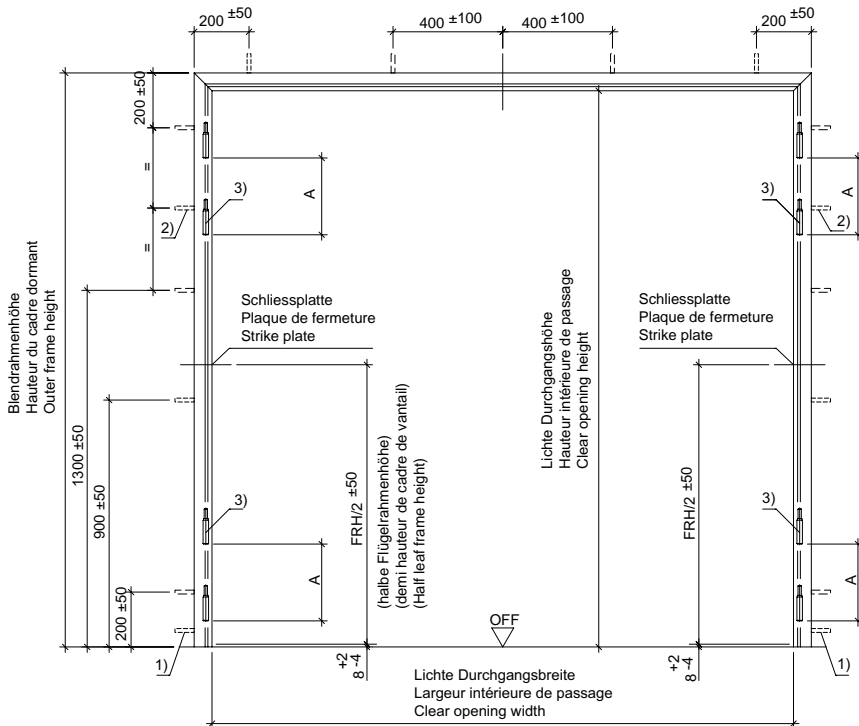 200 ±50
400 ±100
400 ±100
200 ±50
200 ±50
=
=
A
3)
2)
3)
2)
A
Blendrahmenhöhe
Hauteur du cadre dormant
Outer frame height
1300 ±50
900 ±50
200 ±50
Schliessplatte
Plaque de fermeture
Strike plate
Schliessplatte
Plaque de fermeture
Strike plate
Lichte Durchgangshöhe
Hauteur intérieure de passage
Clear opening height
FRH/2 ±50
(halbe Flügelrahmenhöhe)
(demi hauteur de cadre de vantail)
(Half leaf frame height)
FRH/2 ±50
3)
3)
A
A
OFF
1)
1)
8 +2 -4
8 +2 -4
Lichte Durchgangsbreite
Largeur intérieure de passage
Clear opening width